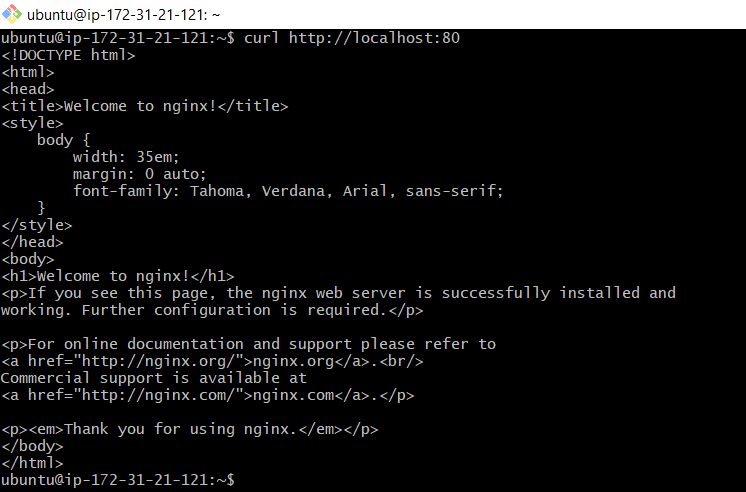 ubuntu@ip-172-31-21-121: ~
ubuntu@ip-172-31-21-121:~$ curl http://localhost:80
<!DOCTYPE html>
<html>
<head>
<title>Welcome to nginx!</title>
<style>
    body {
        width: 35em;
        margin: 0 auto;
        font-family: Tahoma, Verdana, Arial, sans-serif;
    }
</style>
</head>
<body>
<h1>Welcome to nginx!</h1>
<p>If you see this page, the nginx web server is successfully installed and
working. Further configuration is required.</p>

<p>For online documentation and support please refer to
<a href="http://nginx.org/">nginx.org</a>.<br/>
Commercial support is available at
<a href="http://nginx.com/">nginx.com</a>.</p>

<p><em>Thank you for using nginx.</em></p>
</body>
</html>
ubuntu@ip-172-31-21-121:~$